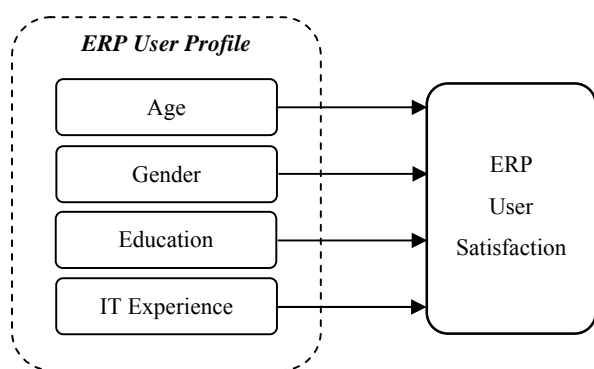 ERP User Profile
Age
Gender
Education
IT Experience
ERP
User
Satisfaction